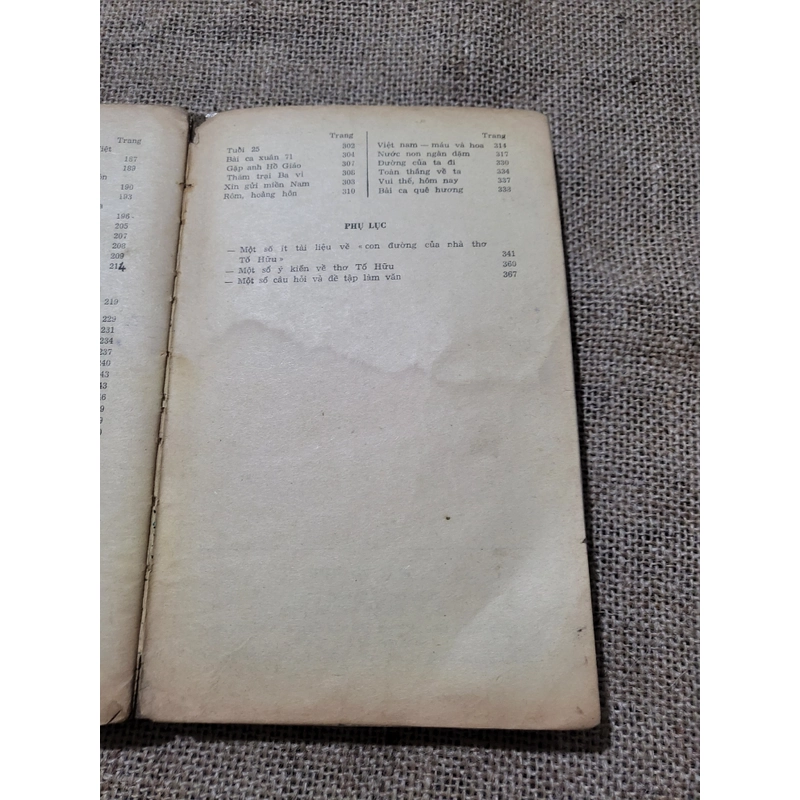 Trang
187
189
190
193
196
205
207
208
209
214
219
229
231
234
237
Trang
Tuổi 25 302
Bài ca xuân 71 304
Gặp anh Hồ Giáo 307
Thăm trại Ba Vì
Xin gửi miền Nam 308
Rôm, hoàng hôn 310
Trang
Việt nam — máu và hoa 314
Nước non ngàn dặm 317
Đường của ta đi
Toàn thắng về ta 334
Vui thế, hôm nay 337
Bài ca quê hương 338
PHỤ LỤC
— Một số ít tài liệu về « con đường của nhà thơ
Tố Hữu » 341
— Một số ý kiến về thơ Tố Hữu 360
— Một số câu hỏi và đề tập làm văn 367